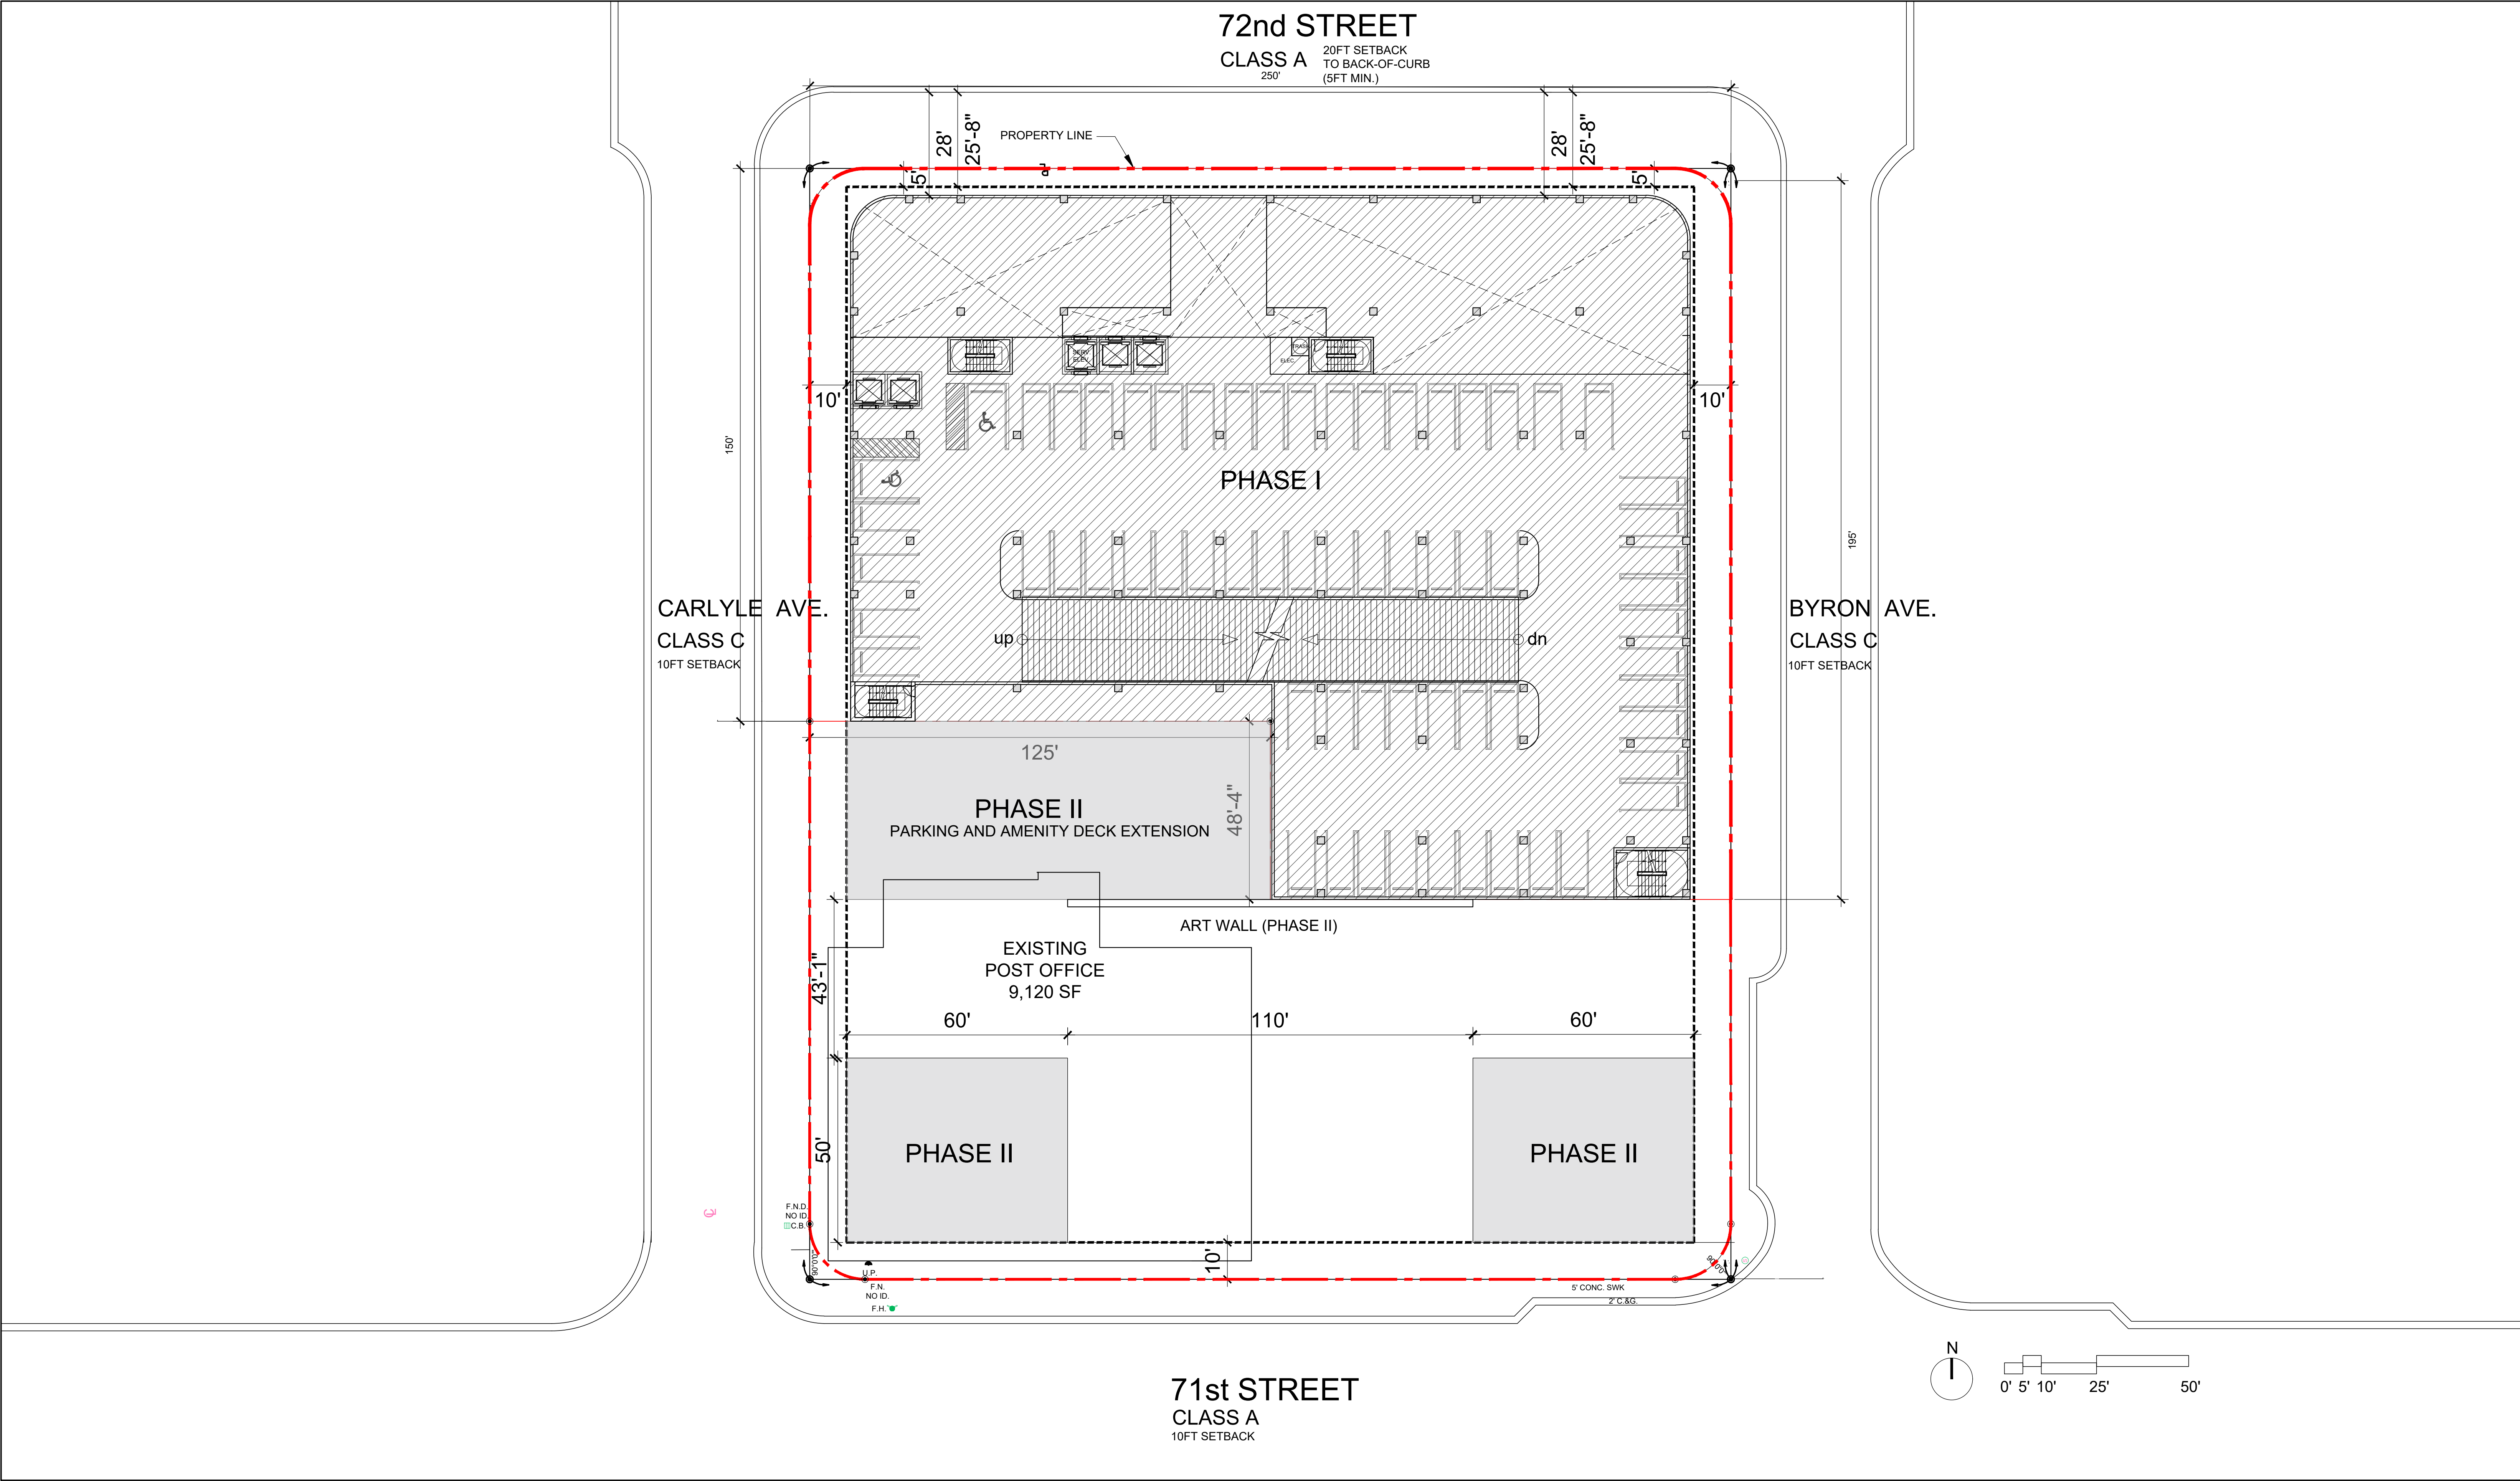 72nd STREET
CLASS A
20FT SETBACK
TO BACK-OF-CURB
(5FT MIN.)
250'
PROPERTY LINE
28'
25'-8"
28'
25'-8"
5'
5'
SERV
ELEV.
TRASH
ELEC.
10'
10'
150'
PHASE I
195'
CARLYLE AVE.
CLASS C
10FT SETBACK
BYRON AVE.
CLASS C
10FT SETBACK
up
dn
125'
48'-4"
PHASE II
PARKING AND AMENITY DECK EXTENSION
ART WALL (PHASE II)
EXISTING
POST OFFICE
9,120 SF
43'-1"
60'
110'
60'
50'
PHASE II
PHASE II
F.N.D.
NO ID.
C.B.
10'
U.P.
F.N.
NO ID.
F.H.
5' CONC. SWK
2' C.&G.
N
0' 5' 10' 25' 50'
71st STREET
CLASS A
10FT SETBACK